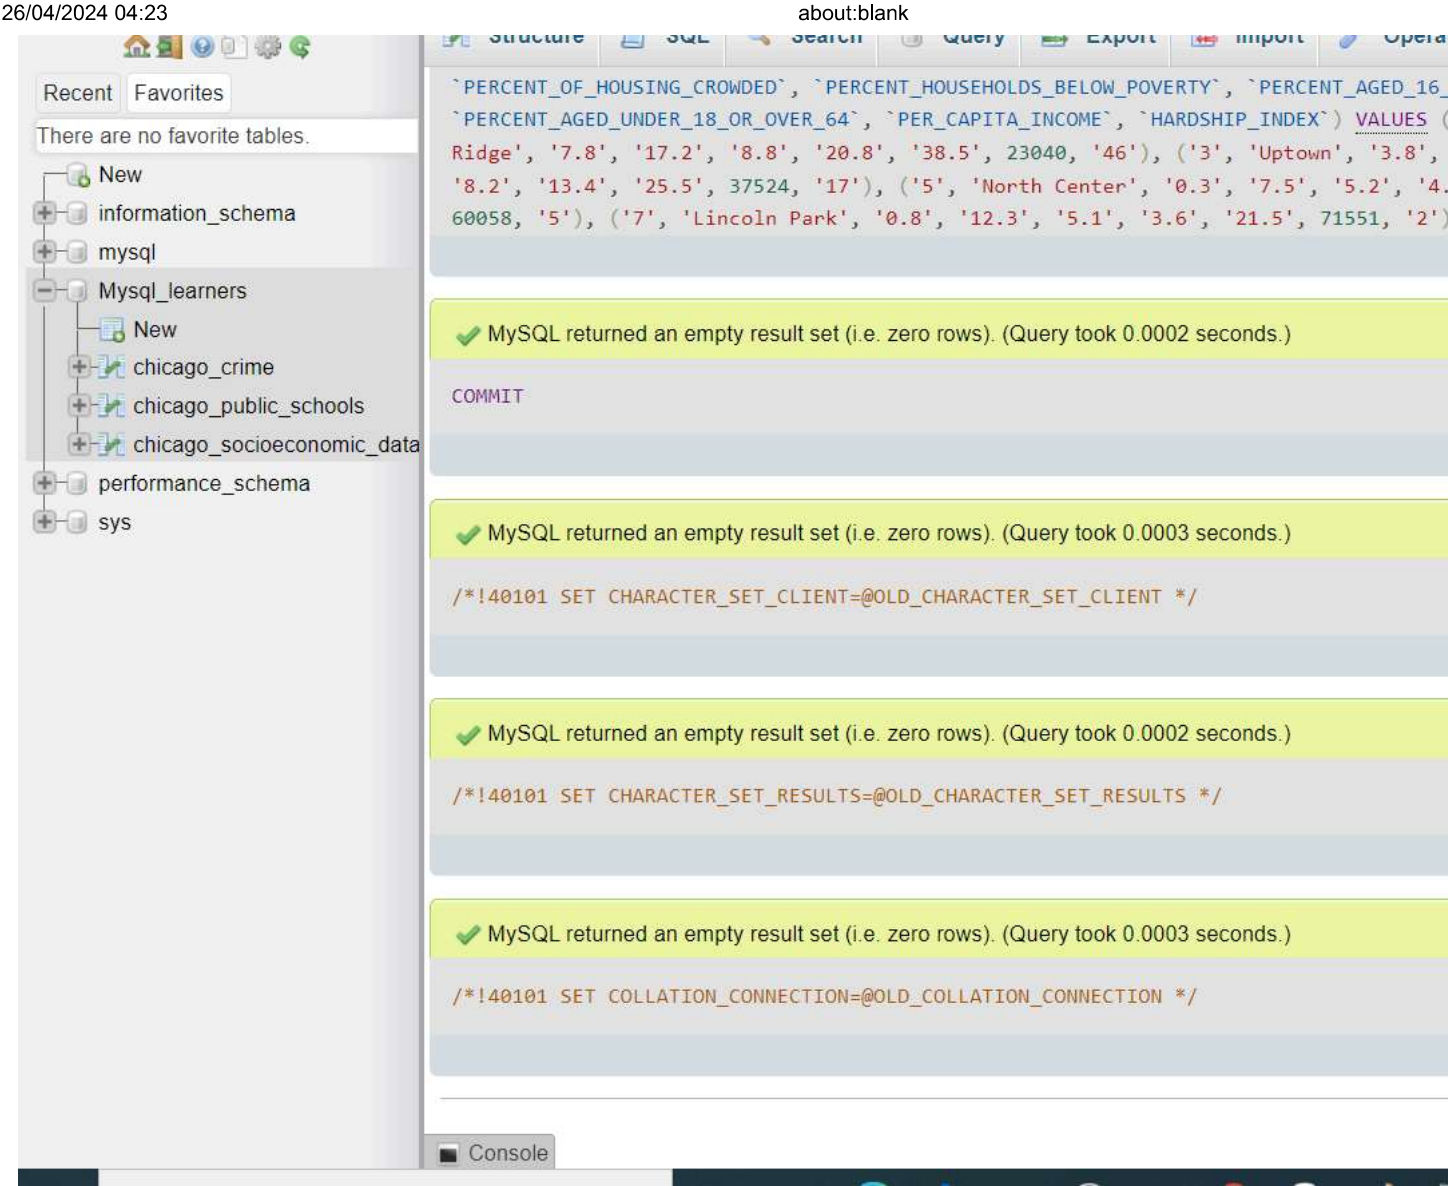 26/04/2024 04:23 about:blank
Structure SQL Search Query Export Import Opera
Recent Favorites
There are no favorite tables.
New
information_schema
mysql
Mysql_learners
New
chicago_crime
chicago_public_schools
chicago_socioeconomic_data
performance_schema
sys
`PERCENT_OF_HOUSING_CROWDED`, `PERCENT_HOUSEHOLDS_BELOW_POVERTY`, `PERCENT_AGED_16_
`PERCENT_AGED_UNDER_18_OR_OVER_64`, `PER_CAPITA_INCOME`, `HARDSHIP_INDEX`) VALUES (
Ridge', '7.8', '17.2', '8.8', '20.8', '38.5', 23040, '46'), ('3', 'Uptown', '3.8',
'8.2', '13.4', '25.5', 37524, '17'), ('5', 'North Center', '0.3', '7.5', '5.2', '4.
60058, '5'), ('7', 'Lincoln Park', '0.8', '12.3', '5.1', '3.6', '21.5', 71551, '2')
MySQL returned an empty result set (i.e. zero rows). (Query took 0.0002 seconds.)
COMMIT
MySQL returned an empty result set (i.e. zero rows). (Query took 0.0003 seconds.)
/*!40101 SET CHARACTER_SET_CLIENT=@OLD_CHARACTER_SET_CLIENT */
MySQL returned an empty result set (i.e. zero rows). (Query took 0.0002 seconds.)
/*!40101 SET CHARACTER_SET_RESULTS=@OLD_CHARACTER_SET_RESULTS */
MySQL returned an empty result set (i.e. zero rows). (Query took 0.0003 seconds.)
/*!40101 SET COLLATION_CONNECTION=@OLD_COLLATION_CONNECTION */
Console